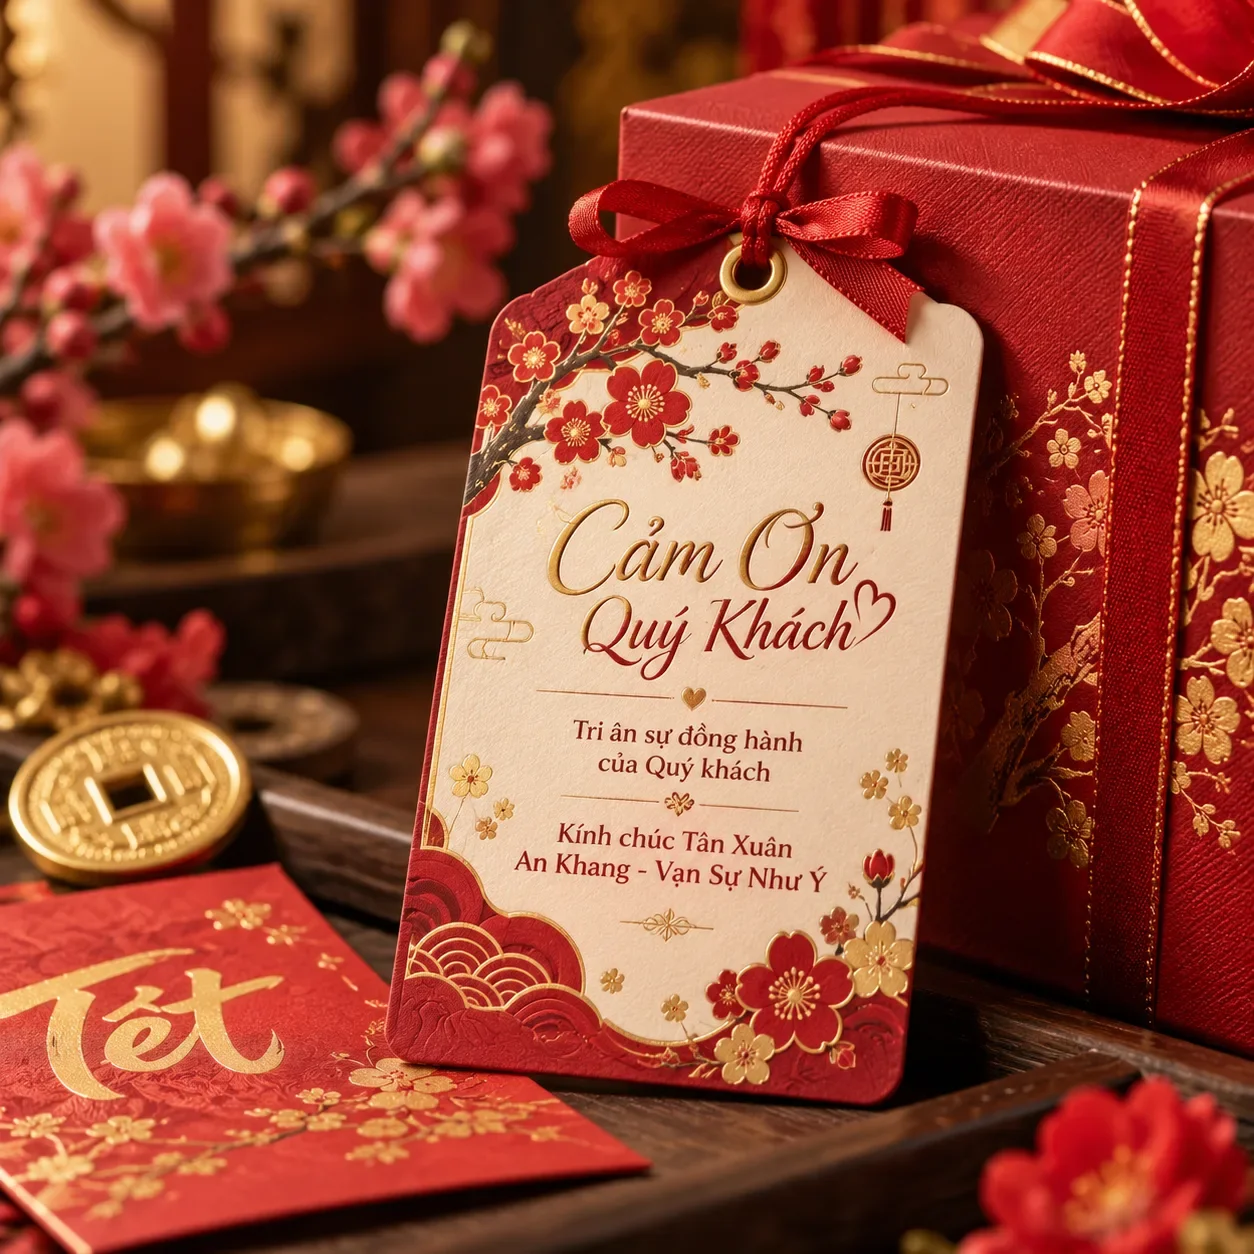 Cảm Ơn
Quý Khách
Tri ân sự đồng hành
của Quý khách
Kính chúc Tân Xuân
An Khang - Vạn Sự Như Ý
Tết